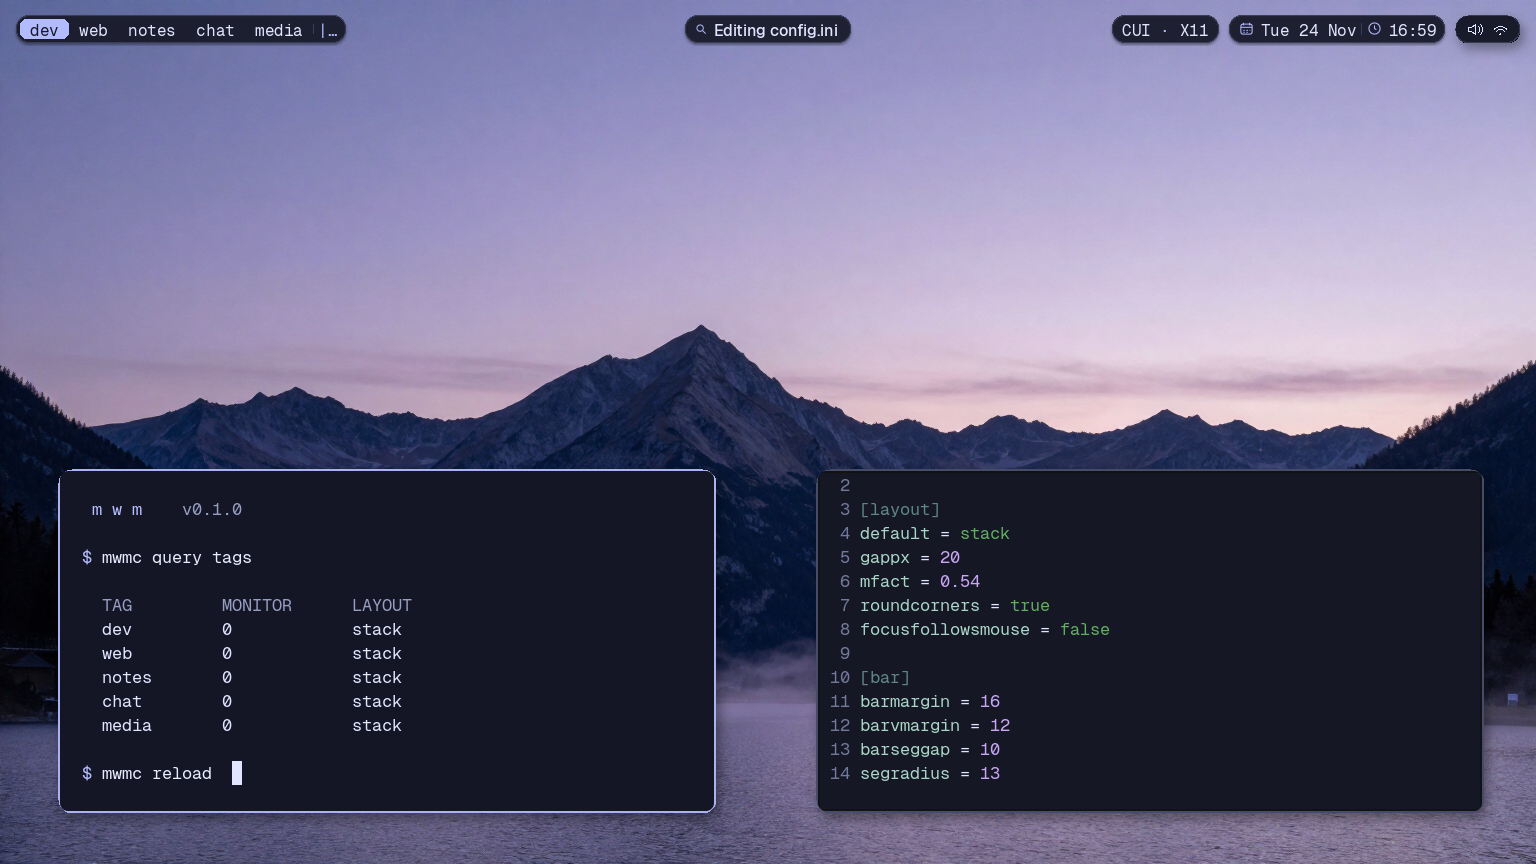 dev web notes chat media |…
Editing config.ini
CUI · X11
Tue 24 Nov 16:59
m w m v0.1.0
$ mwmc query tags
TAG MONITOR LAYOUT
dev 0 stack
web 0 stack
notes 0 stack
chat 0 stack
media 0 stack
$ mwmc reload
2
3 [layout]
4 default = stack
5 gappx = 20
6 mfact = 0.54
7 roundcorners = true
8 focusfollowsmouse = false
9
10 [bar]
11 barmargin = 16
12 barvmargin = 12
13 barseggap = 10
14 segradius = 13